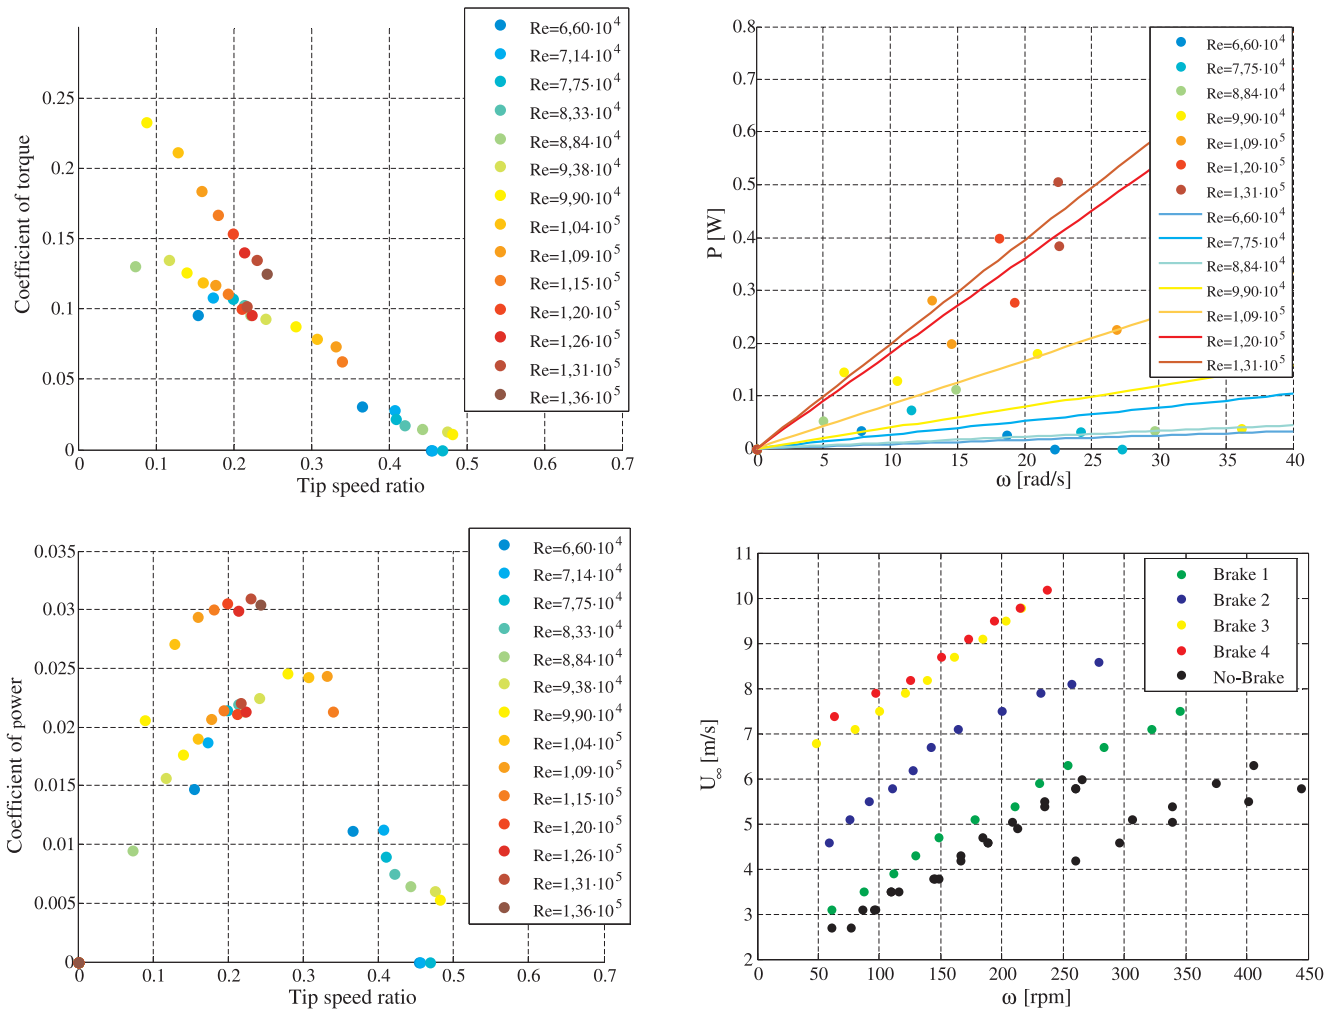 Coefficient of torque
0.25
0.2
0.15
0.1
0.05
0
0.1
0.2
0.3
0.4
0.5
0.6
0.7
Tip speed ratio
Re=6,60·10⁴
Re=7,14·10⁴
Re=7,75·10⁴
Re=8,33·10⁴
Re=8,84·10⁴
Re=9,38·10⁴
Re=9,90·10⁴
Re=1,04·10⁵
Re=1,09·10⁵
Re=1,15·10⁵
Re=1,20·10⁵
Re=1,26·10⁵
Re=1,31·10⁵
Re=1,36·10⁵
P [W]
0.8
0.7
0.6
0.5
0.4
0.3
0.2
0.1
0
0
5
10
15
20
25
30
35
40
ω [rad/s]
Re=6,60·10⁴
Re=7,75·10⁴
Re=8,84·10⁴
Re=9,90·10⁴
Re=1,09·10⁵
Re=1,20·10⁵
Re=1,31·10⁵
Re=6,60·10⁴
Re=7,75·10⁴
Re=8,84·10⁴
Re=9,90·10⁴
Re=1,09·10⁵
Re=1,20·10⁵
Re=1,31·10⁵
Coefficient of power
0.035
0.03
0.025
0.02
0.015
0.01
0.005
0
0.1
0.2
0.3
0.4
0.5
0.6
0.7
Tip speed ratio
Re=6,60·10⁴
Re=7,14·10⁴
Re=7,75·10⁴
Re=8,33·10⁴
Re=8,84·10⁴
Re=9,38·10⁴
Re=9,90·10⁴
Re=1,04·10⁵
Re=1,09·10⁵
Re=1,15·10⁵
Re=1,20·10⁵
Re=1,26·10⁵
Re=1,31·10⁵
Re=1,36·10⁵
U∞ [m/s]
11
10
9
8
7
6
5
4
3
2
0
50
100
150
200
250
300
350
400
450
ω [rpm]
Brake 1
Brake 2
Brake 3
Brake 4
No-Brake